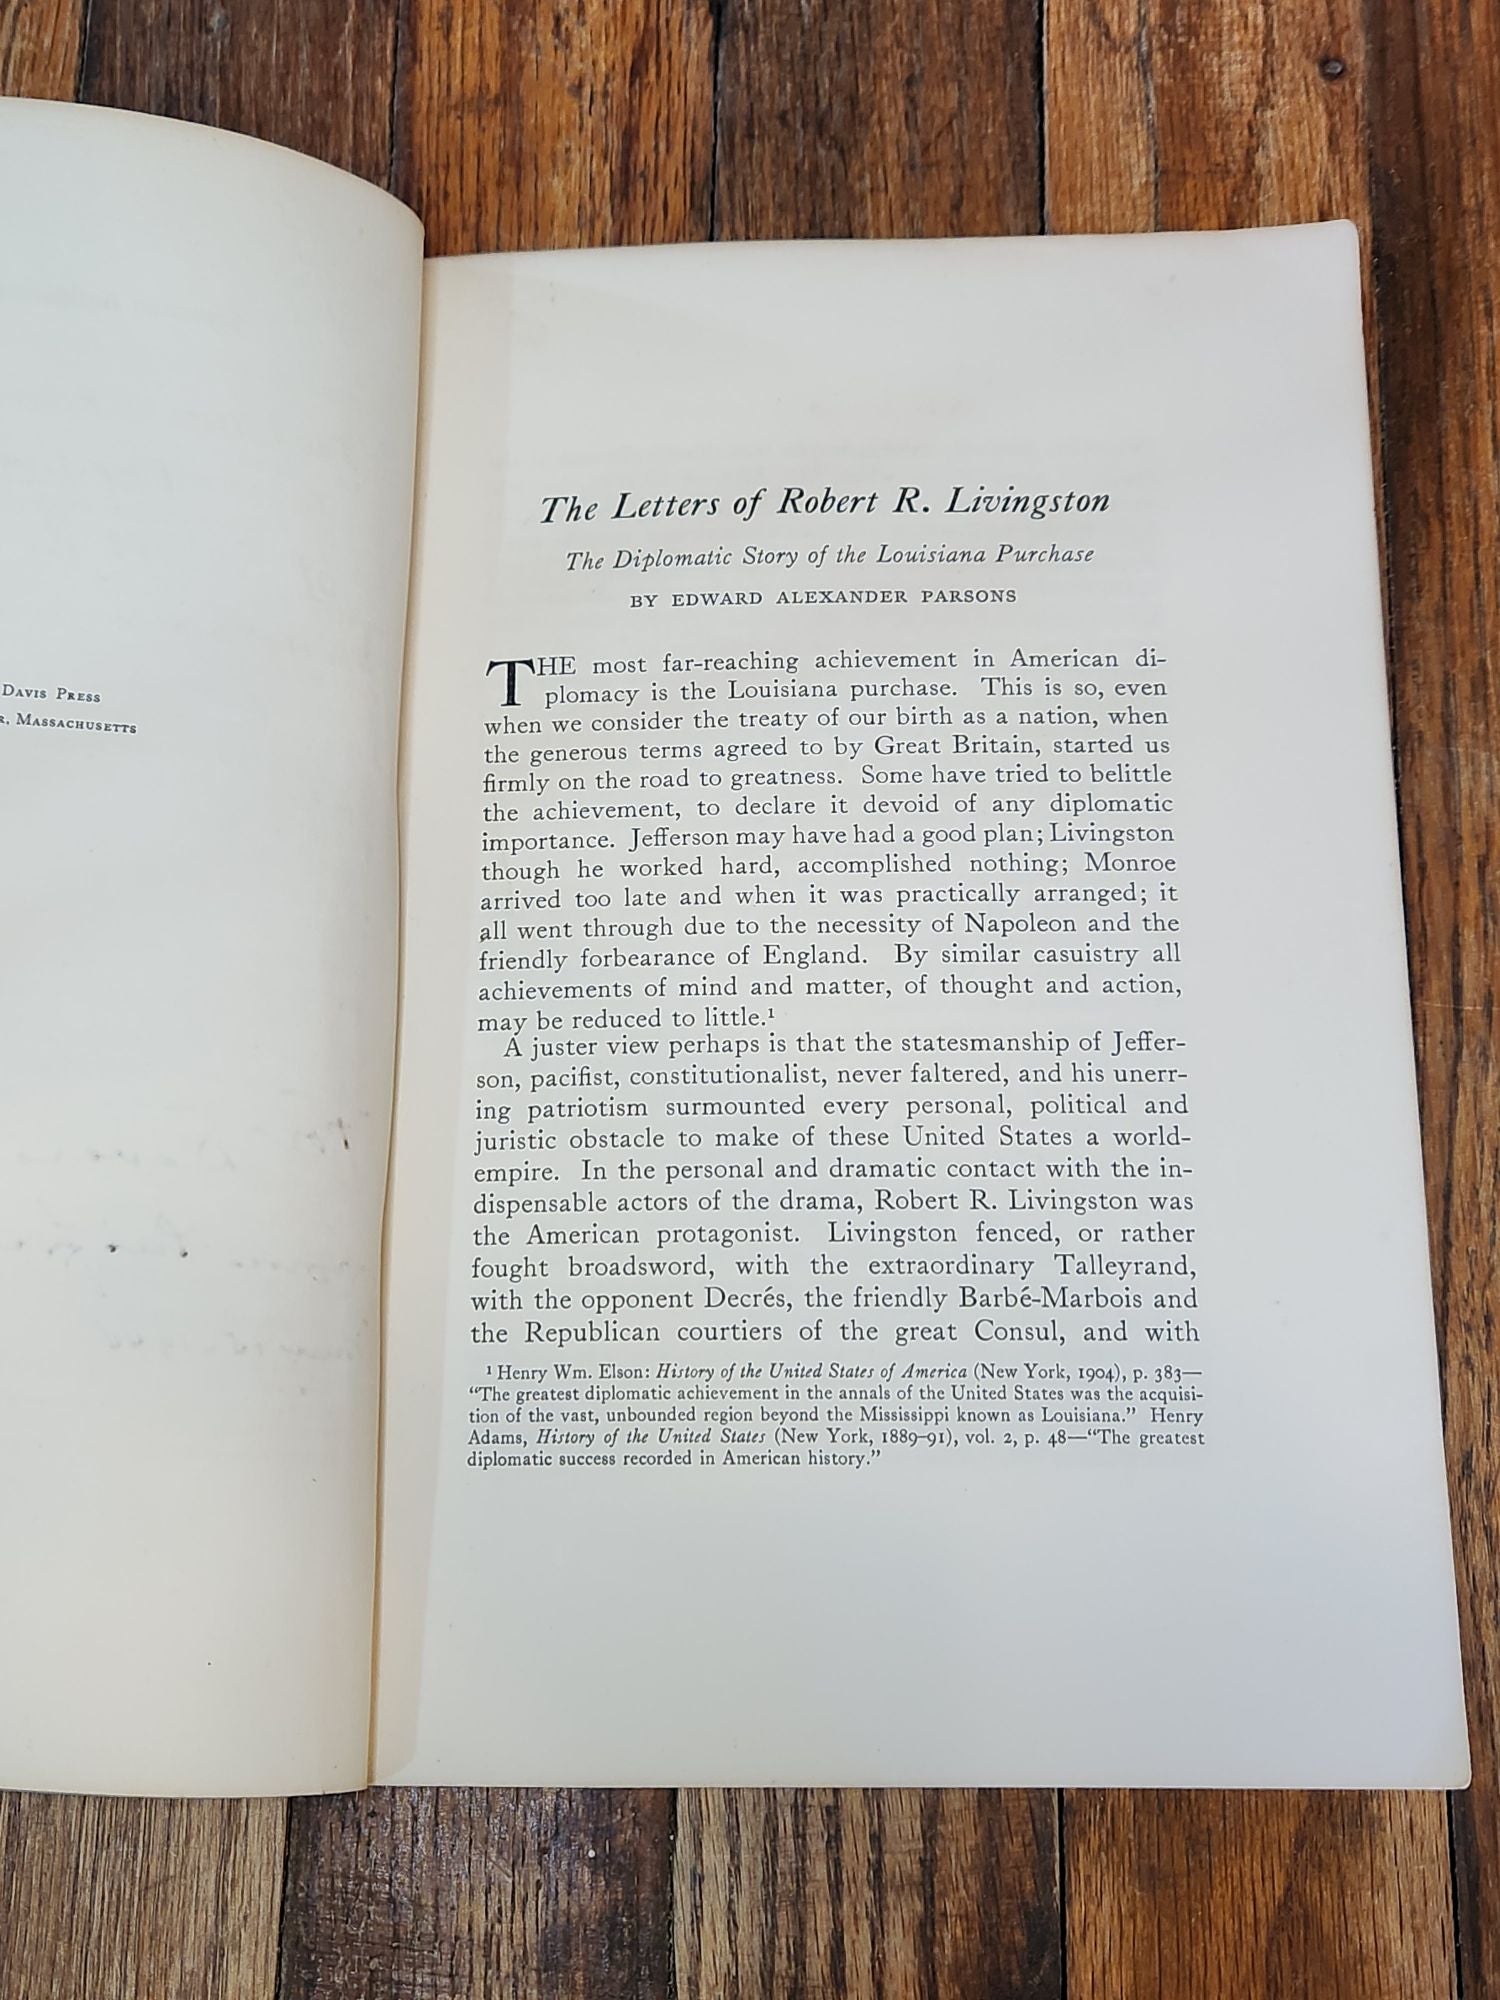 Davis Press
r, Massachusetts
The Letters of Robert R. Livingston
The Diplomatic Story of the Louisiana Purchase
BY EDWARD ALEXANDER PARSONS
THE most far-reaching achievement in American di-
plomacy is the Louisiana purchase. This is so, even
when we consider the treaty of our birth as a nation, when
the generous terms agreed to by Great Britain, started us
firmly on the road to greatness. Some have tried to belittle
the achievement, to declare it devoid of any diplomatic
importance. Jefferson may have had a good plan; Livingston
though he worked hard, accomplished nothing; Monroe
arrived too late and when it was practically arranged; it
all went through due to the necessity of Napoleon and the
friendly forbearance of England. By similar casuistry all
achievements of mind and matter, of thought and action,
may be reduced to little.¹
A juster view perhaps is that the statesmanship of Jeffer-
son, pacifist, constitutionalist, never faltered, and his unerr-
ing patriotism surmounted every personal, political and
juristic obstacle to make of these United States a world-
empire. In the personal and dramatic contact with the in-
dispensable actors of the drama, Robert R. Livingston was
the American protagonist. Livingston fenced, or rather
fought broadsword, with the extraordinary Talleyrand,
with the opponent Decrés, the friendly Barbé-Marbois and
the Republican courtiers of the great Consul, and with
¹ Henry Wm. Elson: History of the United States of America (New York, 1904), p. 383—
"The greatest diplomatic achievement in the annals of the United States was the acquisi-
tion of the vast, unbounded region beyond the Mississippi known as Louisiana." Henry
Adams, History of the United States (New York, 1889–91), vol. 2, p. 48—"The greatest
diplomatic success recorded in American history."